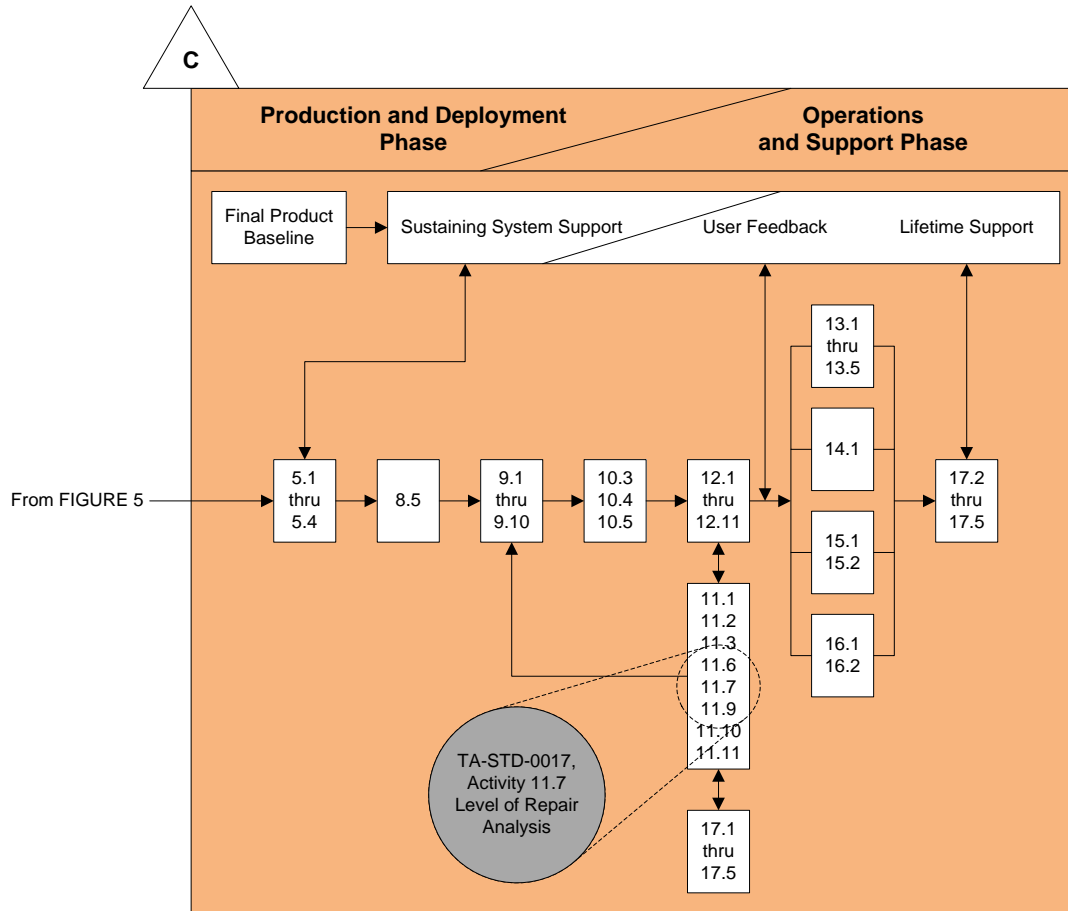 C
Production and Deployment
Phase
Operations
and Support Phase
Final Product
Baseline
Sustaining System Support
User Feedback
Lifetime Support
From FIGURE 5
5.1
thru
5.4
8.5
9.1
thru
9.10
10.3
10.4
10.5
12.1
thru
12.11
13.1
thru
13.5
14.1
15.1
15.2
16.1
16.2
17.2
thru
17.5
11.1
11.2
11.3
11.6
11.7
11.9
11.10
11.11
TA-STD-0017,
Activity 11.7
Level of Repair
Analysis
17.1
thru
17.5